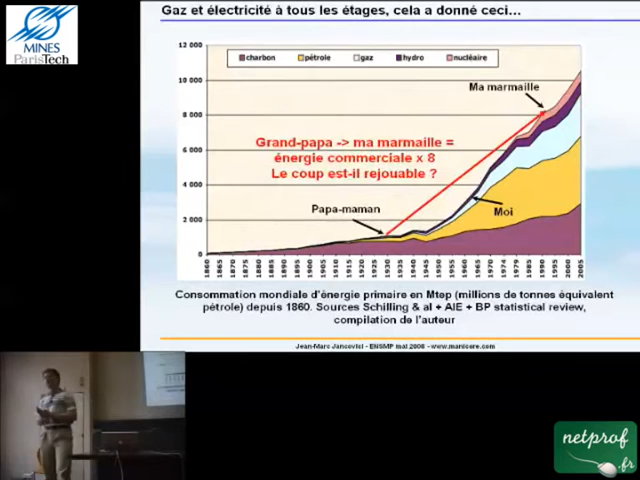 Gaz et électricité à tous les étages, cela a donné ceci…
MINES
ParisTech
12 000
charbon pétrole gaz hydro nucléaire
10 000
Ma marmaille
8 000
Grand-papa -> ma marmaille =
énergie commerciale x 8
6 000
Le coup est-il rejouable ?
4 000
Papa-maman
Moi
2 000
0
1860 1865 1870 1875 1880 1885 1890 1895 1900 1905 1910 1915 1920 1925 1930 1935 1940 1945 1950 1955 1960 1965 1970 1975 1979 1985 1990 1995 2000 2005
Consommation mondiale d'énergie primaire en Mtep (millions de tonnes équivalent
pétrole) depuis 1860. Sources Schilling & al + AIE + BP statistical review,
compilation de l'auteur
Jean-Marc Jancovici - ENSMP mai 2008 - www.manicore.com
netprof
.fr